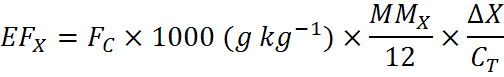 EF_X = F_C × 1000 (g kg⁻¹) × MM_X/12 × ΔX/C_T